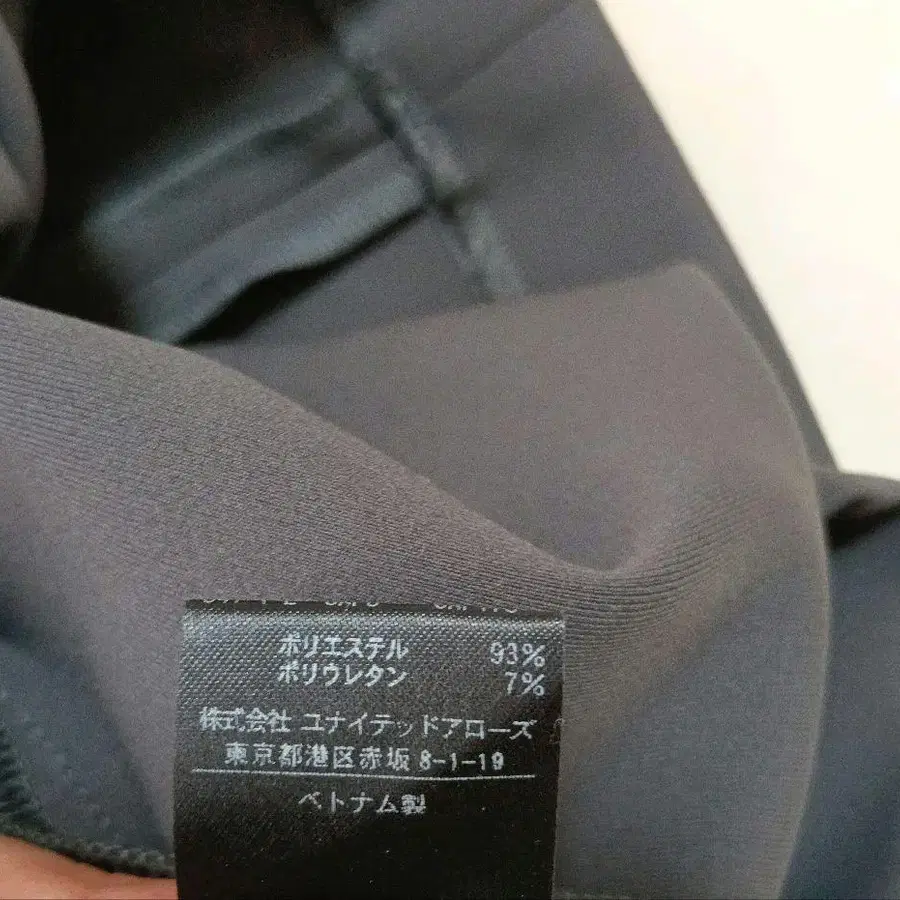 ポリエステル 93%
ポリウレタン 7%
株式会社 ユナイテッドアローズ
東京都港区赤坂 8-1-19
ベトナム製